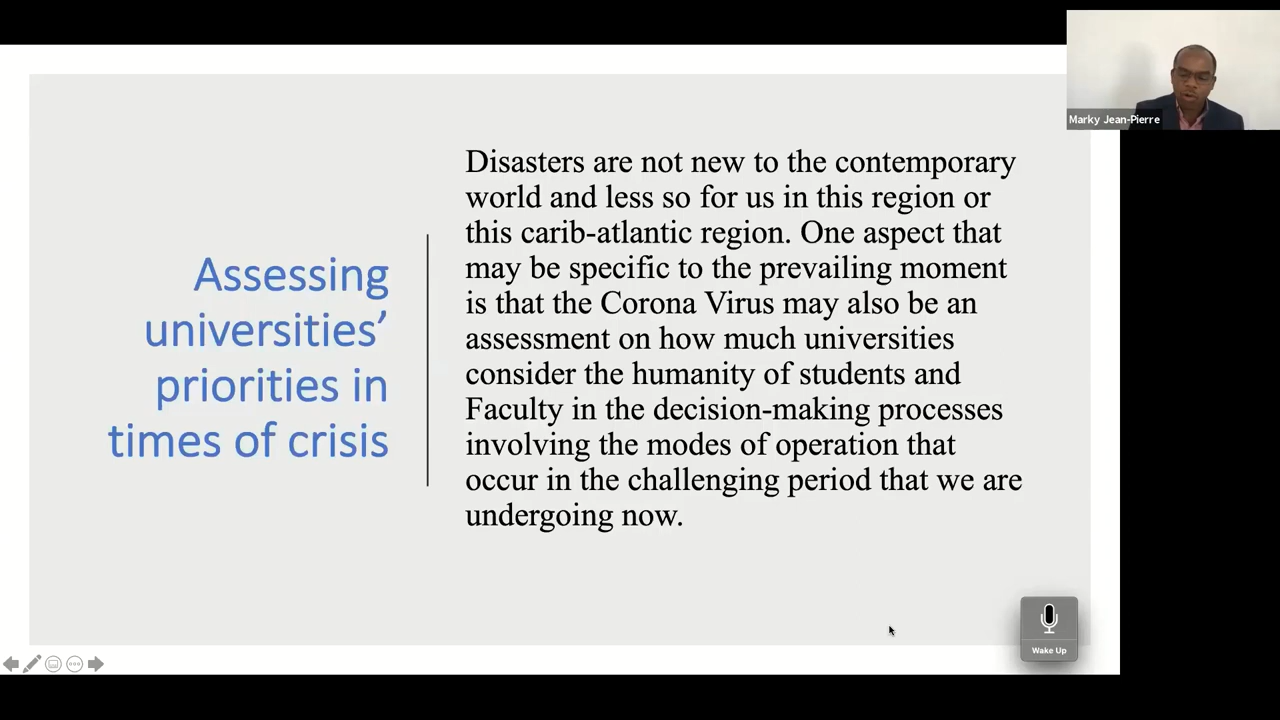 Marky Jean-Pierre
Assessing
universities’
priorities in
times of crisis
Disasters are not new to the contemporary
world and less so for us in this region or
this carib-atlantic region. One aspect that
may be specific to the prevailing moment
is that the Corona Virus may also be an
assessment on how much universities
consider the humanity of students and
Faculty in the decision-making processes
involving the modes of operation that
occur in the challenging period that we are
undergoing now.
Wake Up